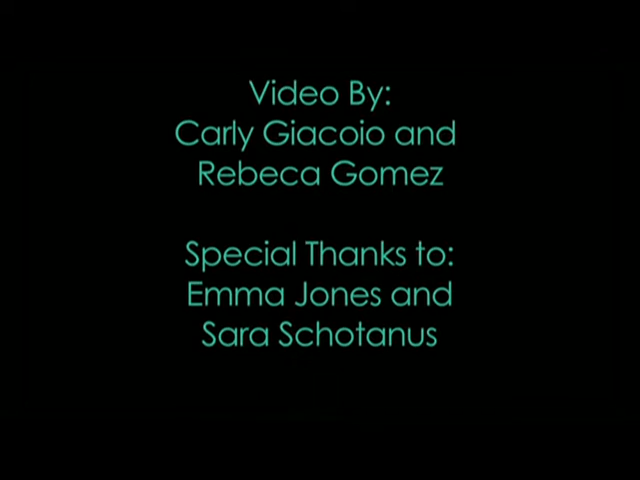 Video By:
Carly Giacoio and
Rebeca Gomez
Special Thanks to:
Emma Jones and
Sara Schotanus